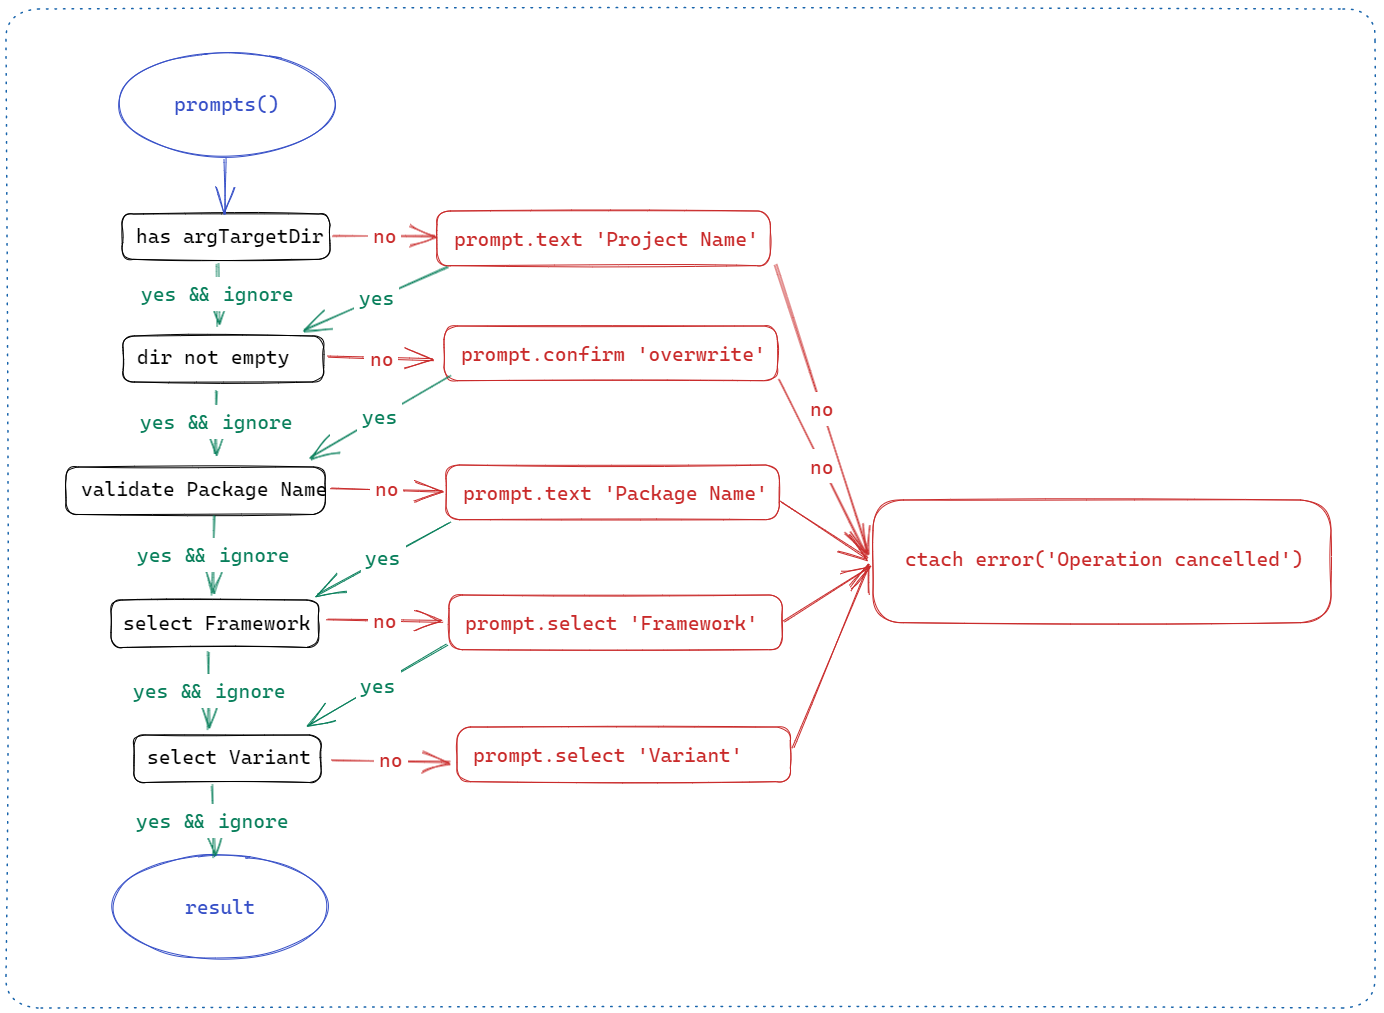 prompts()
has argTargetDir
no
prompt.text 'Project Name'
yes && ignore
yes
dir not empty
no
prompt.confirm 'overwrite'
no
yes && ignore
yes
no
validate Package Name
no
prompt.text 'Package Name'
yes && ignore
yes
ctach error('Operation cancelled')
select Framework
no
prompt.select 'Framework'
yes && ignore
yes
select Variant
no
prompt.select 'Variant'
yes && ignore
result